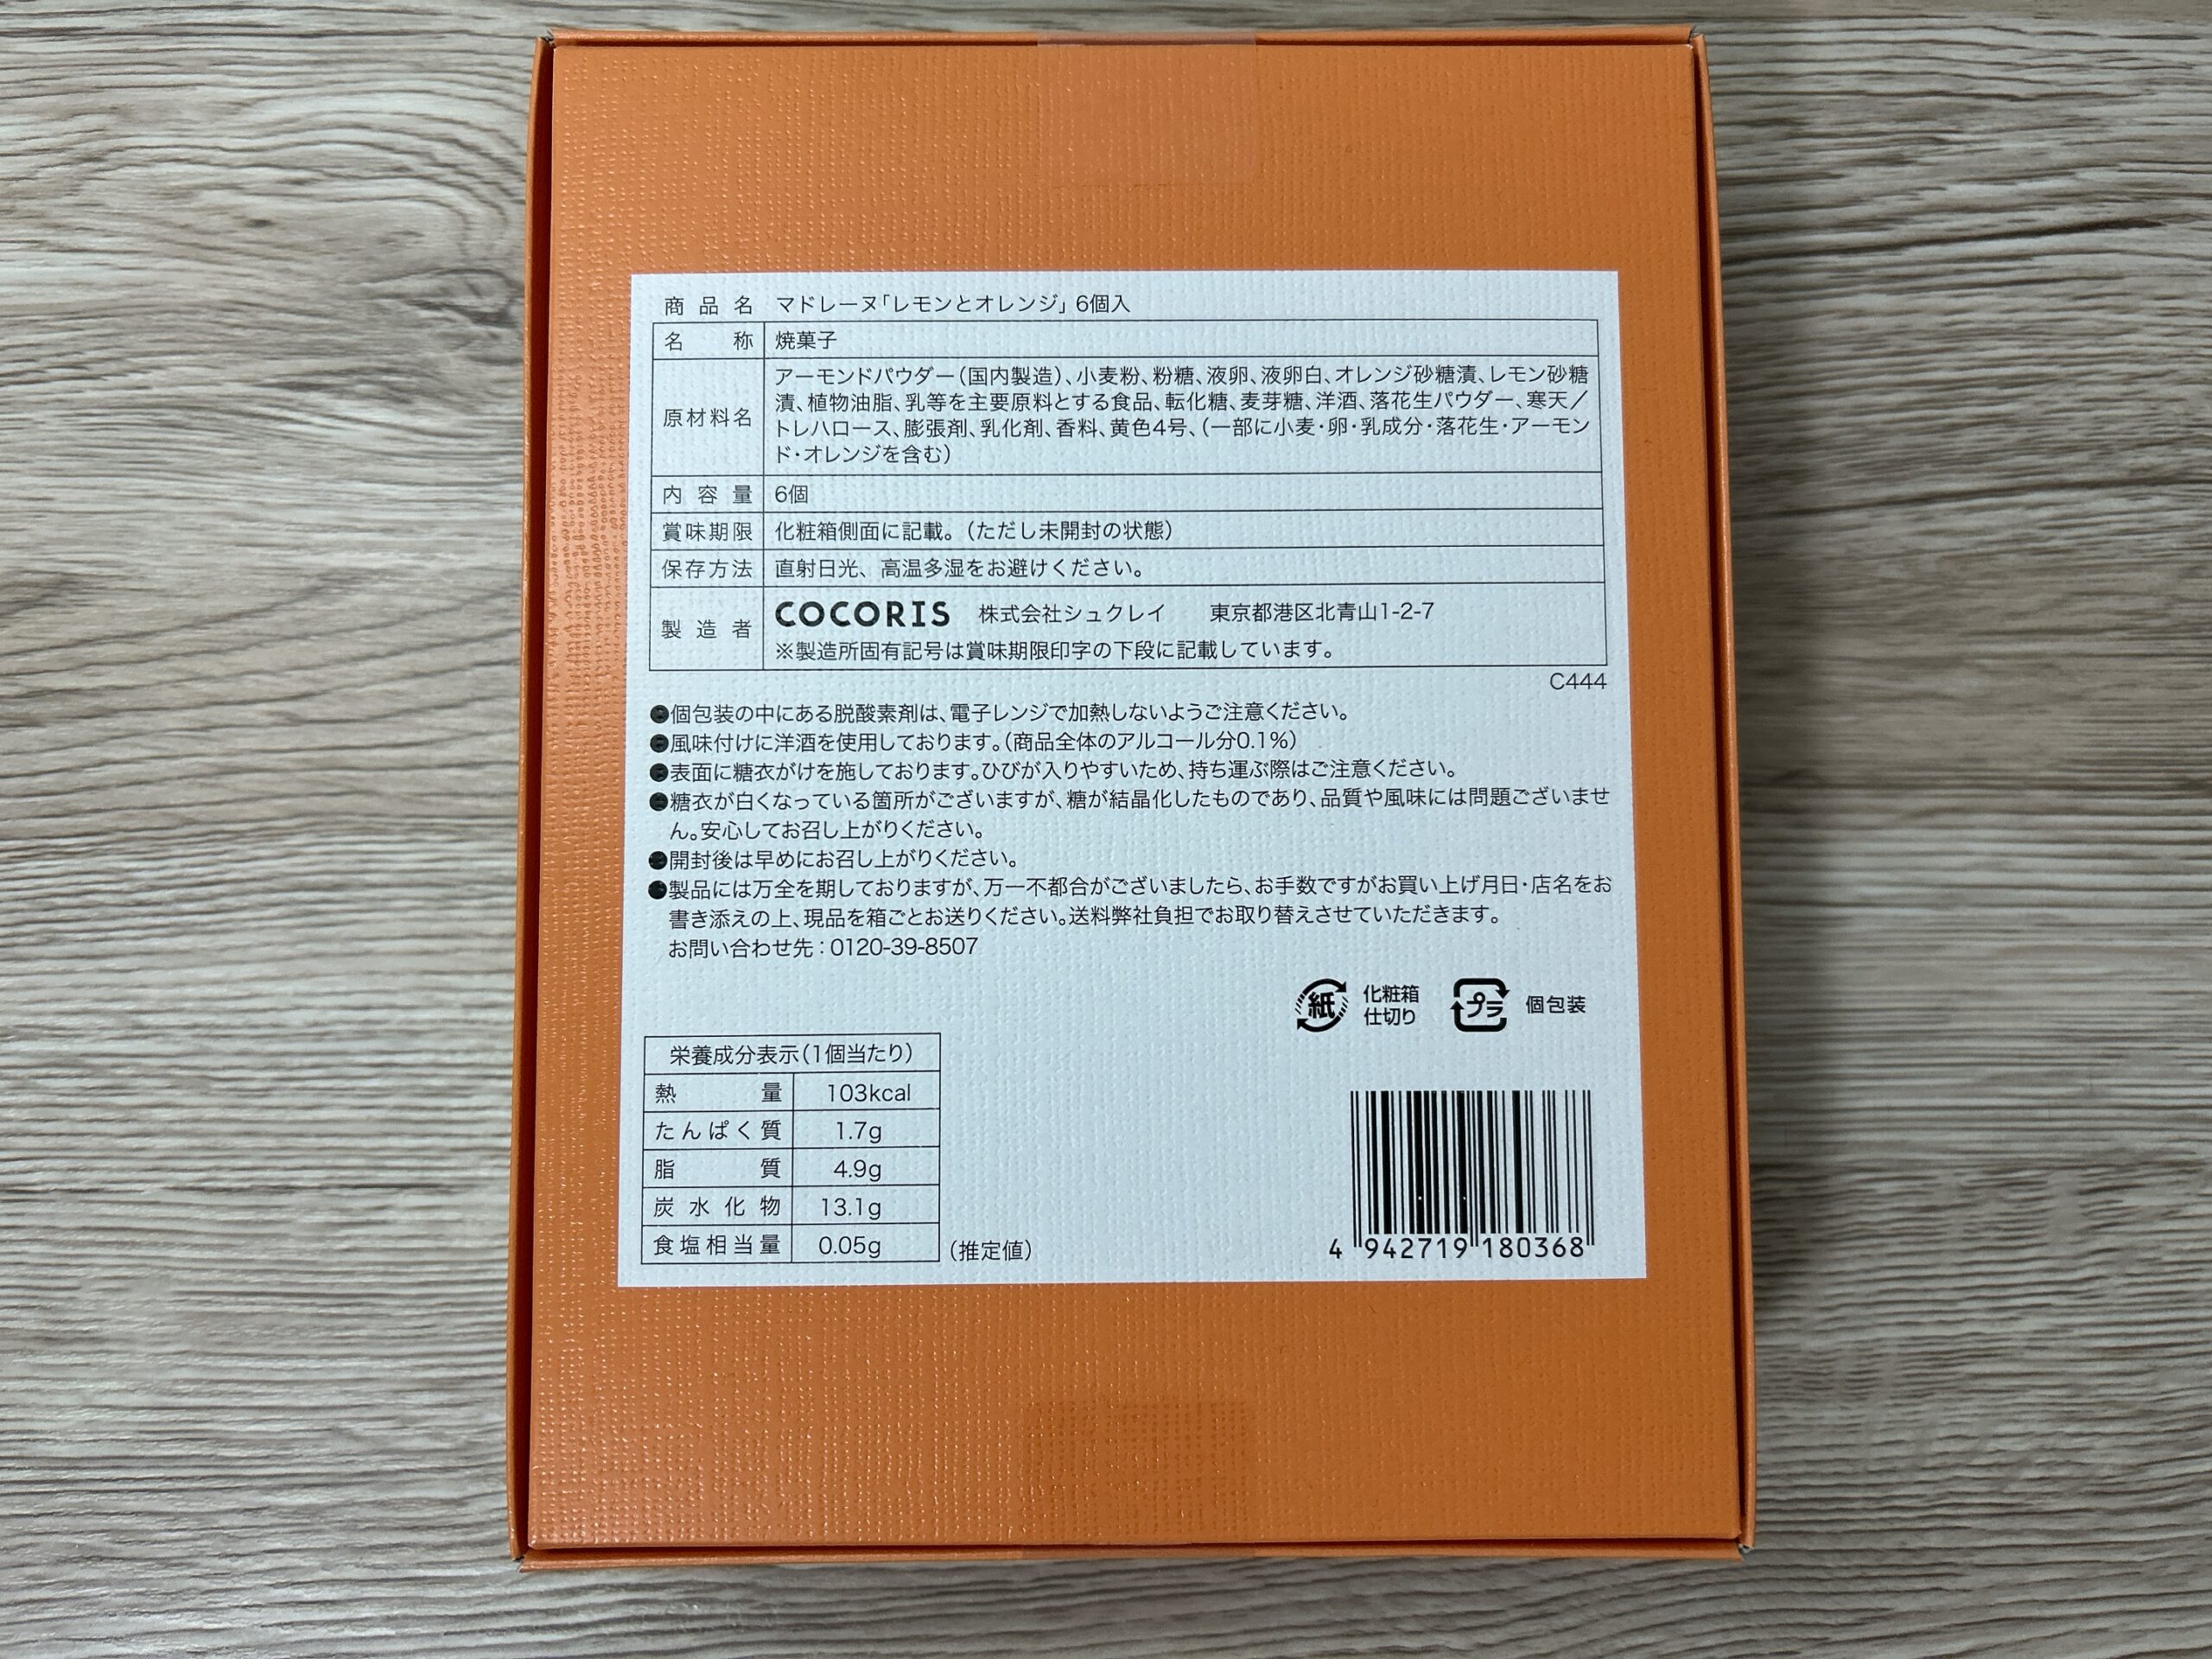 商品名 マドレーヌ「レモンとオレンジ」6個入
名称 焼菓子
原材料名 アーモンドパウダー(国内製造)、小麦粉、粉糖、液卵、液卵白、オレンジ砂糖漬、レモン砂糖
漬、植物油脂、乳等を主要原料とする食品、転化糖、麦芽糖、洋酒、落花生パウダー、寒天/
トレハロース、膨張剤、乳化剤、香料、黄色4号、(一部に小麦・卵・乳成分・落花生・アーモン
ド・オレンジを含む)
内容量 6個
賞味期限 化粧箱側面に記載。(ただし未開封の状態)
保存方法 直射日光、高温多湿をお避けください。
製造者 COCORIS 株式会社シュクレイ 東京都港区北青山1-2-7
※製造所固有記号は賞味期限印字の下段に記載しています。
C444
●個包装の中にある脱酸素剤は、電子レンジで加熱しないようご注意ください。
●風味付けに洋酒を使用しております。(商品全体のアルコール分0.1%)
●表面に糖衣がけを施しております。ひびが入りやすいため、持ち運ぶ際はご注意ください。
●糖衣が白くなっている箇所がございますが、糖が結晶化したものであり、品質や風味には問題ございませ
ん。安心してお召し上がりください。
●開封後は早めにお召し上がりください。
●製品には万全を期しておりますが、万一不都合がございましたら、お手数ですがお買い上げ月日・店名をお
書き添えの上、現品を箱ごとお送りください。送料弊社負担でお取り替えさせていただきます。
お問い合わせ先:0120-39-8507
紙 化粧箱
仕切り
プラ 個包装
栄養成分表示(1個当たり)
熱量 103kcal
たんぱく質 1.7g
脂質 4.9g
炭水化物 13.1g
食塩相当量 0.05g
(推定値)
4 942719 180368